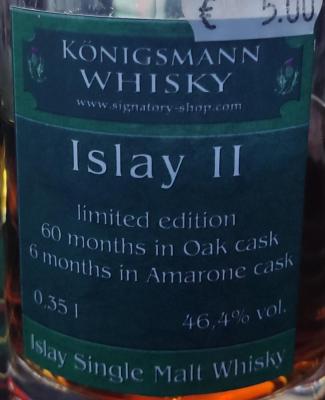 € 5.00
KÖNIGSMANN
WHISKY
www.signatory-shop.com
Islay II
limited edition
60 months in Oak cask
6 months in Amarone cask
0,35 l
46,4% vol.
Islay Single Malt Whisky